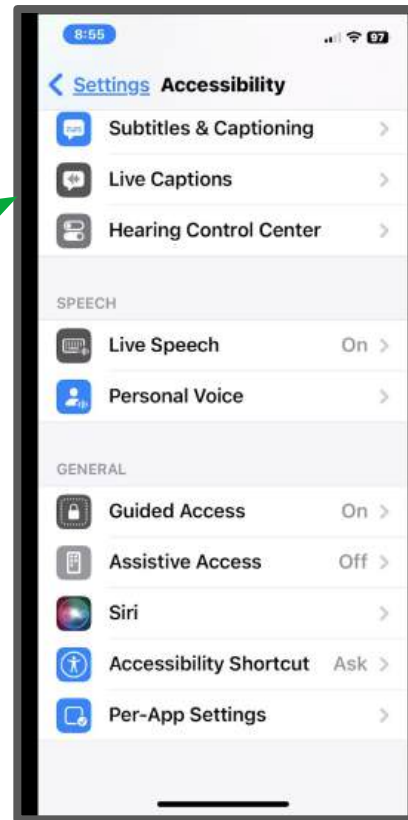 8:55
97
Settings Accessibility
Subtitles & Captioning
Live Captions
Hearing Control Center
SPEECH
Live Speech On
Personal Voice
GENERAL
Guided Access On
Assistive Access Off
Siri
Accessibility Shortcut Ask
Per-App Settings